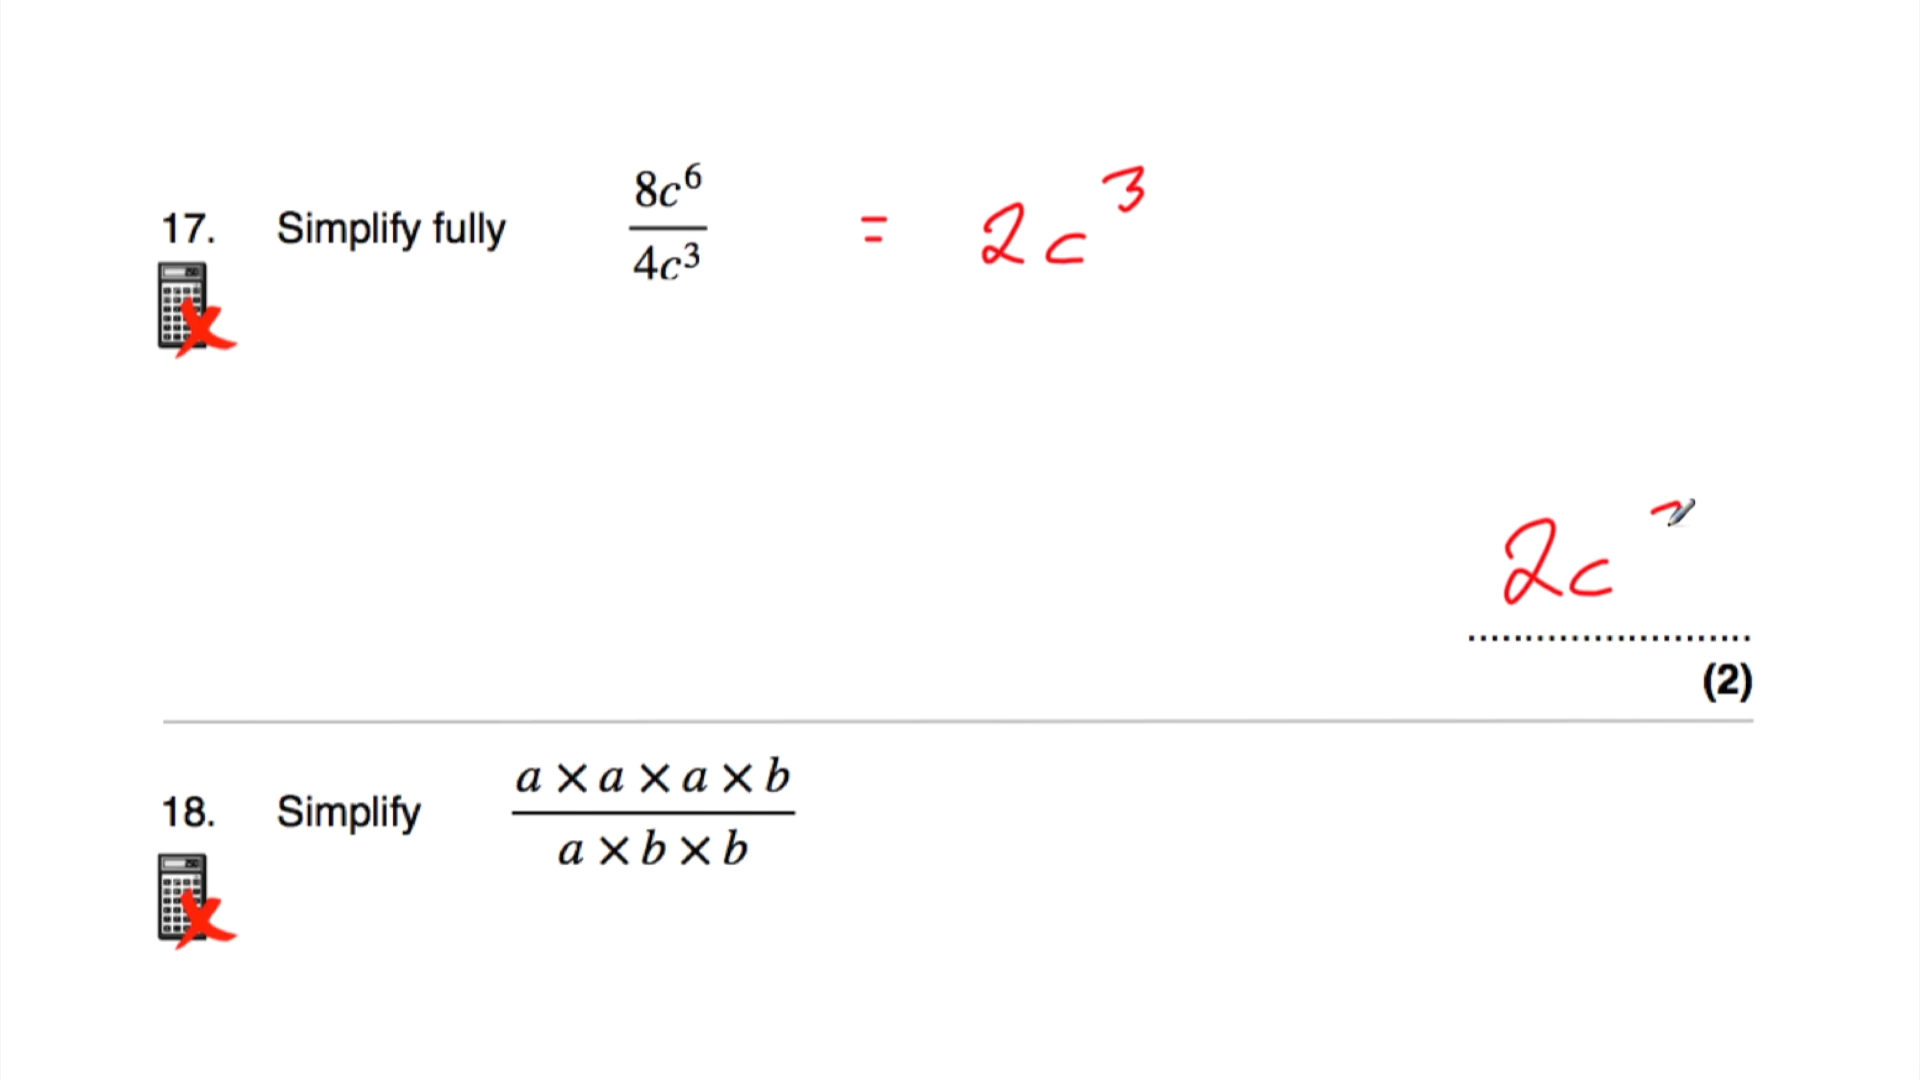 17. Simplify fully 8c⁶ / 4c³ = 2c³
2c
(2)
18. Simplify a × a × a × b / a × b × b